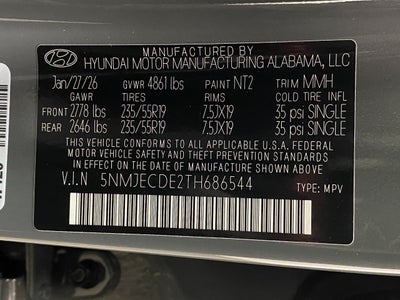 MANUFACTURED BY
HYUNDAI MOTOR MANUFACTURING ALABAMA, LLC
Jan/27/26 GVWR 4861 lbs PAINT NT2 TRIM MMH
GAWR TIRES RIMS COLD TIRE INFL
FRONT 2778 lbs 235/55R19 7.5JX19 35 psi SINGLE
REAR 2646 lbs 235/55R19 7.5JX19 35 psi SINGLE
THIS VEHICLE CONFORMS TO ALL APPLICABLE U.S.A. FEDERAL
MOTOR VEHICLE SAFETY, BUMPER, AND THEFT PREVENTION
STANDARDS IN EFFECT ON THE DATE OF MANUFACTURE SHOWN ABOVE.
V.I.N 5NMJECDE2TH686544 TYPE: MPV